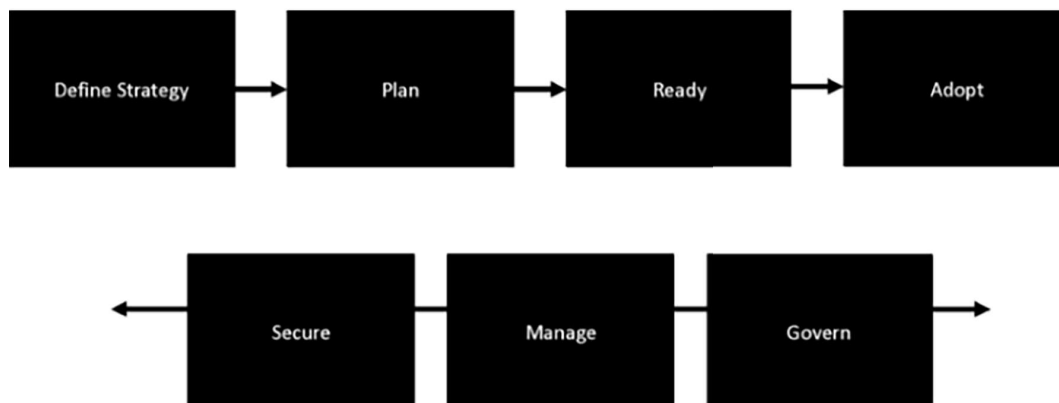 Define Strategy
Plan
Ready
Adopt
Secure
Manage
Govern